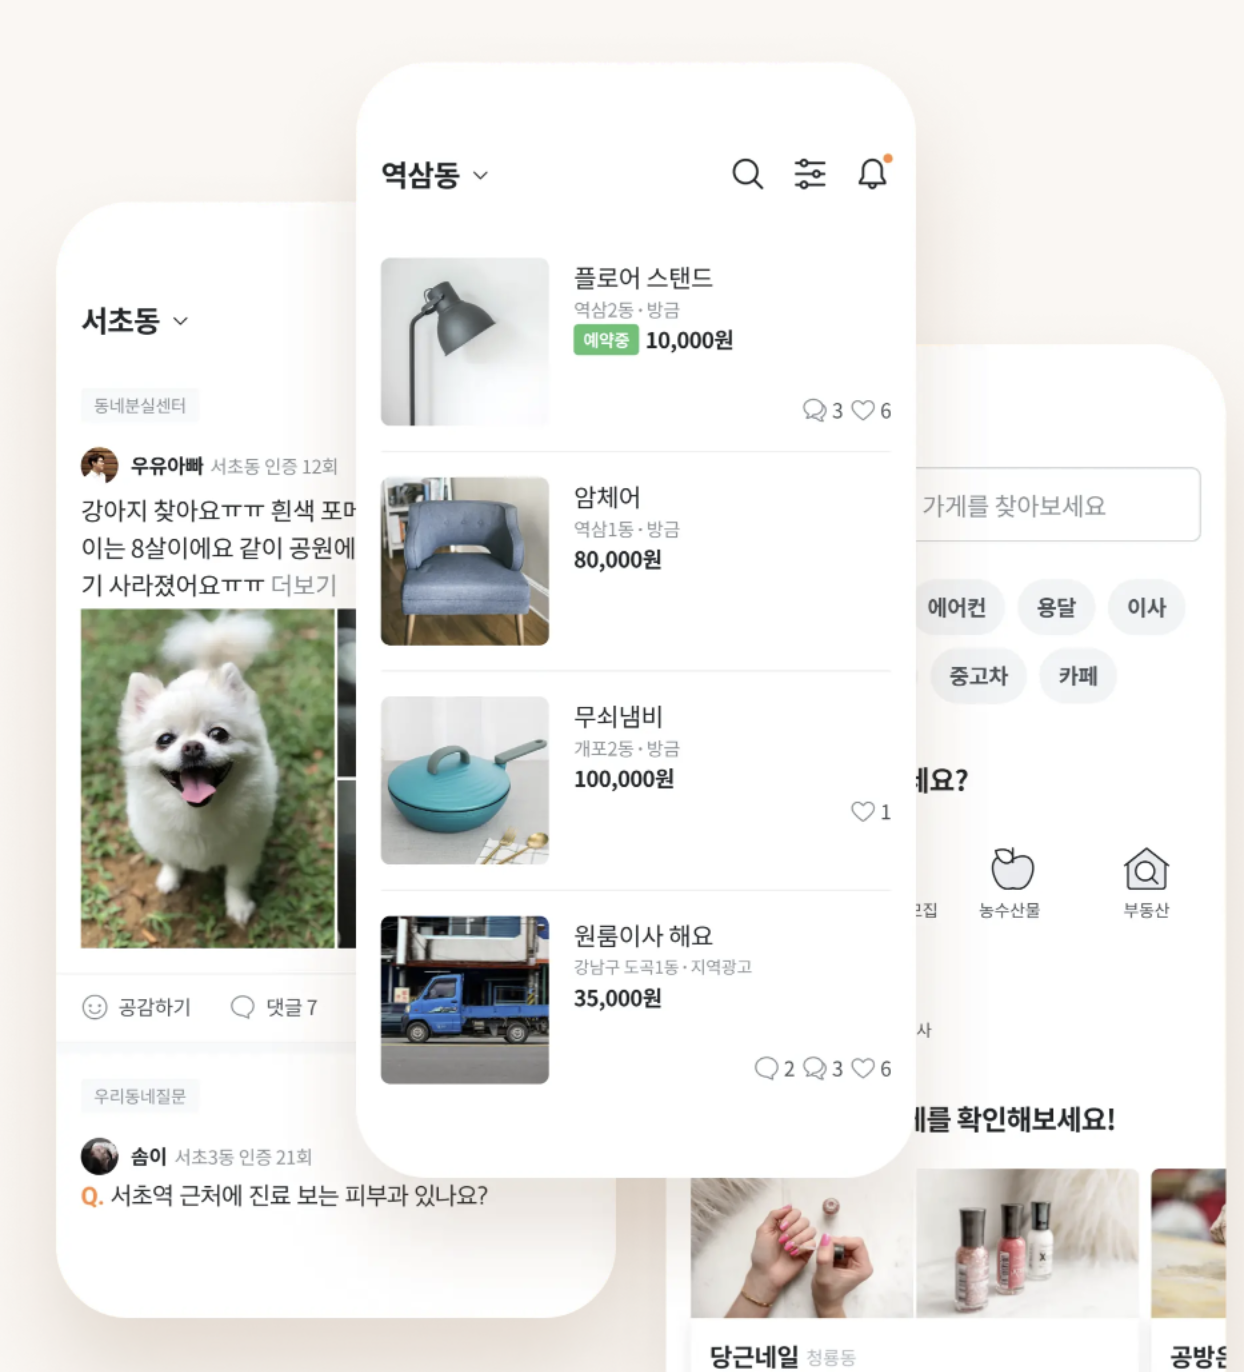 역삼동
플로어 스탠드
역삼2동 · 방금
예약중 10,000원
3 6
암체어
역삼1동 · 방금
80,000원
무쇠냄비
개포2동 · 방금
100,000원
1
원룸이사 해요
강남구 도곡1동 · 지역광고
35,000원
2 3 6
서초동
동네분실센터
우유아빠 서초동 인증 12회
강아지 찾아요ㅠㅠ 흰색
이는 8살이에요 같이 공원에
기 사라졌어요ㅠㅠ 더보기
공감하기 댓글 7
우리동네질문
솜이 서초3동 인증 21회
Q. 서초역 근처에 진료 보는 피부과 있나요?
가게를 찾아보세요
에어컨 용달 이사
중고차 카페
요?
집 농수산물 부동산
사
를 확인해보세요!
당근네일 청룡동
공방